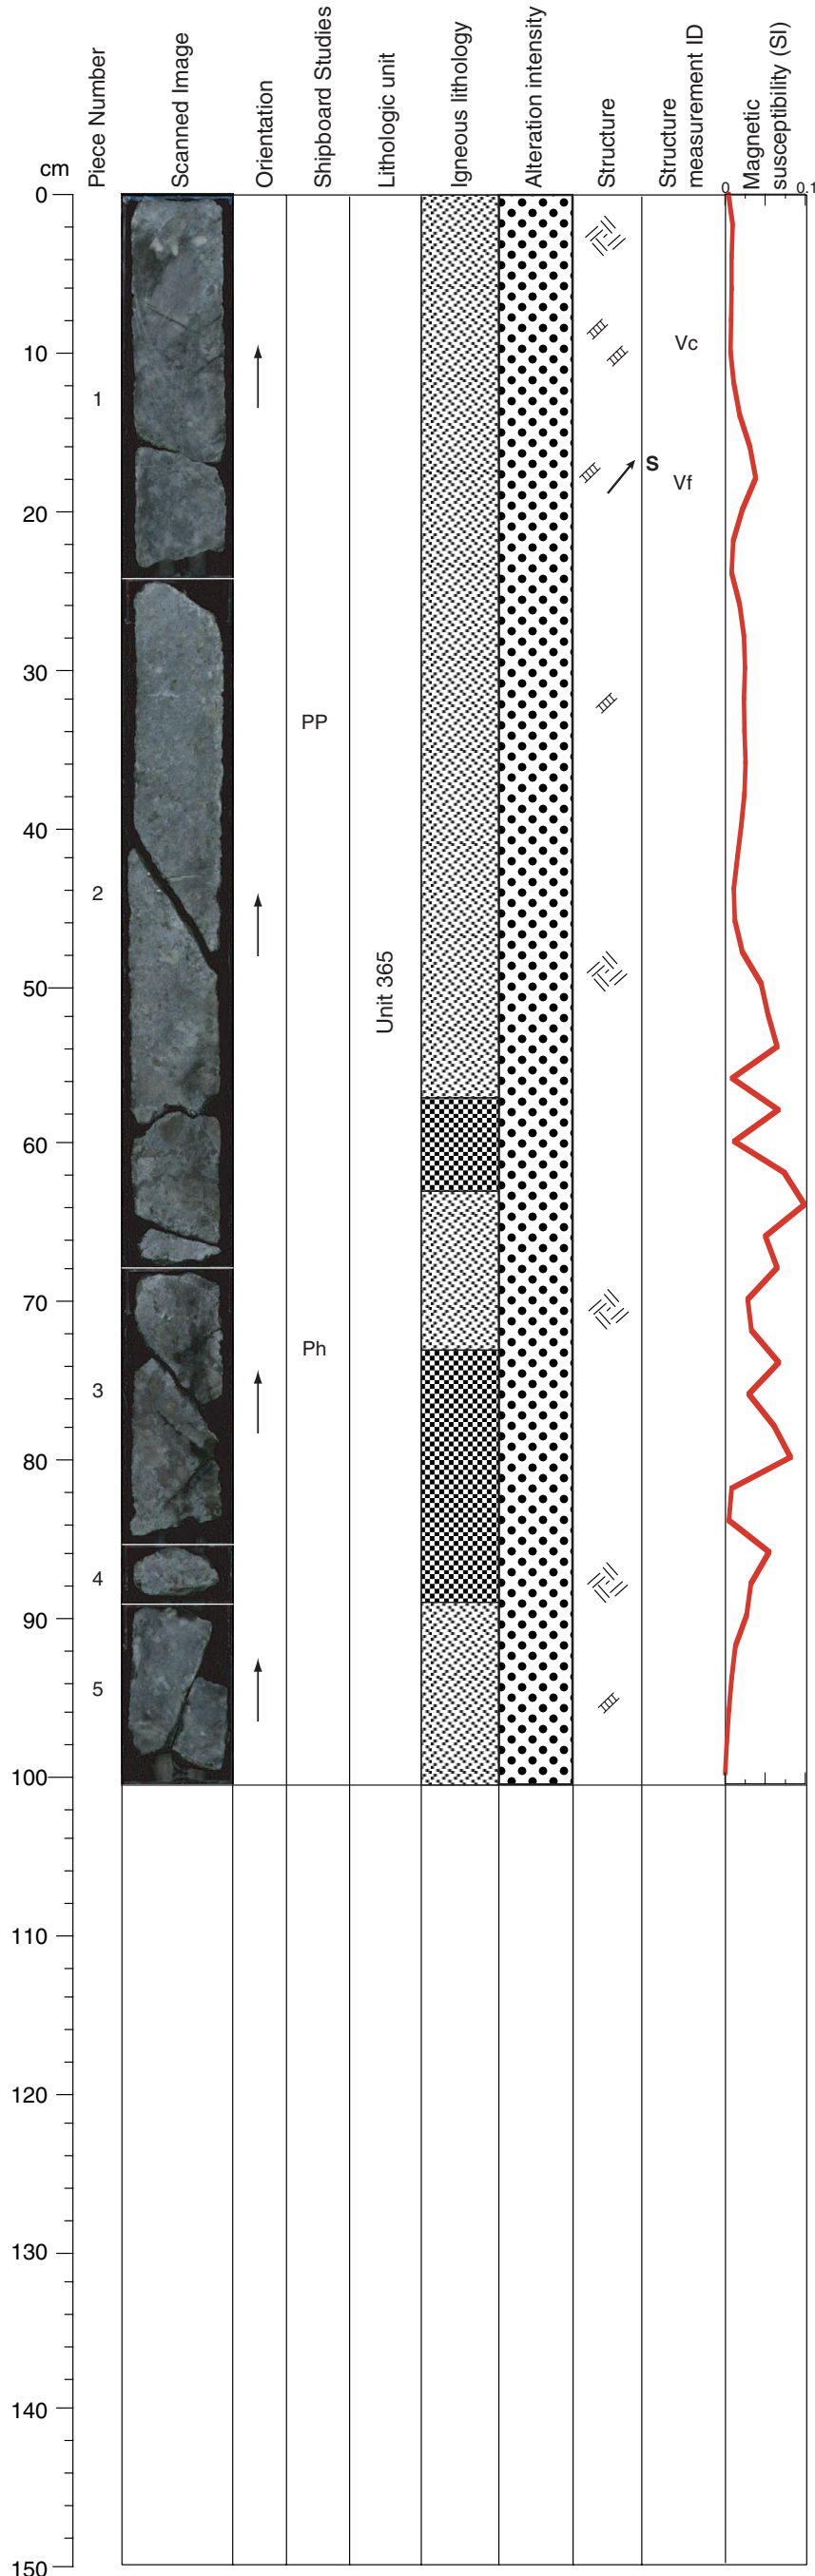 cm
Piece Number
Scanned Image
Orientation
Shipboard Studies
Lithologic unit
Igneous lithology
Alteration intensity
Structure
Structure
measurement ID
Magnetic
susceptibility (SI)
0
0.1
0
10
20
30
40
50
60
70
80
90
100
110
120
130
140
150
1
2
3
4
5
PP
Ph
Unit 365
S
Vc
Vf